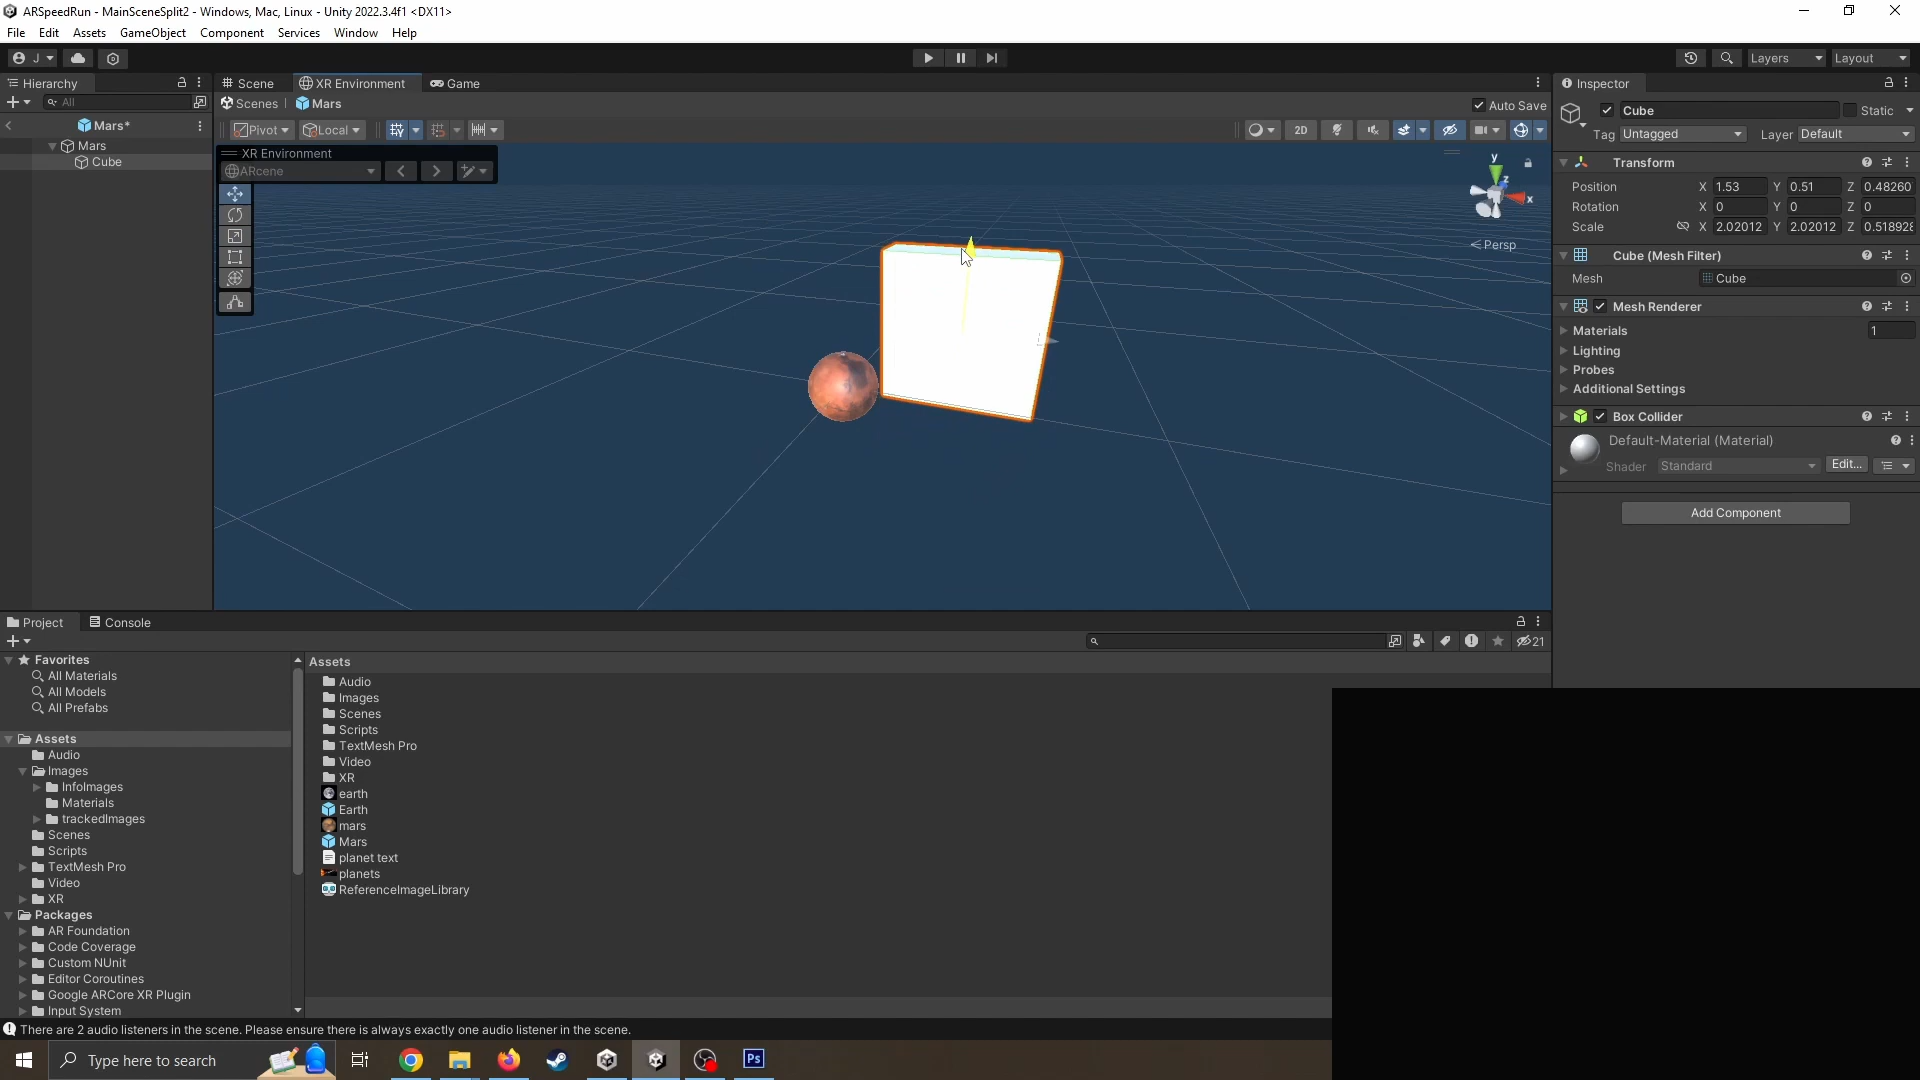 ARSpeedRun - MainSceneSplit2 - Windows, Mac, Linux - Unity 2022.3.4f1 <DX11>
File Edit Assets GameObject Component Services Window Help
J Layers Layout
Hierarchy Scene XR Environment Game Inspector
All Scenes | Mars Auto Save Cube Static
Mars* Pivot Local 2D Tag Untagged Layer Default
Mars
Cube
XR Environment
ARcene
y
z
x
Persp
Transform
Position X 1.53 Y 0.51 Z 0.48260
Rotation X 0 Y 0 Z 0
Scale X 2.02012 Y 2.02012 Z 0.518928
Cube (Mesh Filter)
Mesh Cube
Mesh Renderer
Materials 1
Lighting
Probes
Additional Settings
Box Collider
Default-Material (Material)
Shader Standard Edit...
Add Component
Project Console
21
Favorites
All Materials
All Models
All Prefabs
Assets
Audio
Images
InfoImages
Materials
trackedImages
Scenes
Scripts
TextMesh Pro
Video
XR
Packages
AR Foundation
Code Coverage
Custom NUnit
Editor Coroutines
Google ARCore XR Plugin
Input System
Assets
Audio
Images
Scenes
Scripts
TextMesh Pro
Video
XR
earth
Earth
mars
Mars
planet text
planets
ReferenceImageLibrary
There are 2 audio listeners in the scene. Please ensure there is always exactly one audio listener in the scene.
Type here to search
Ps